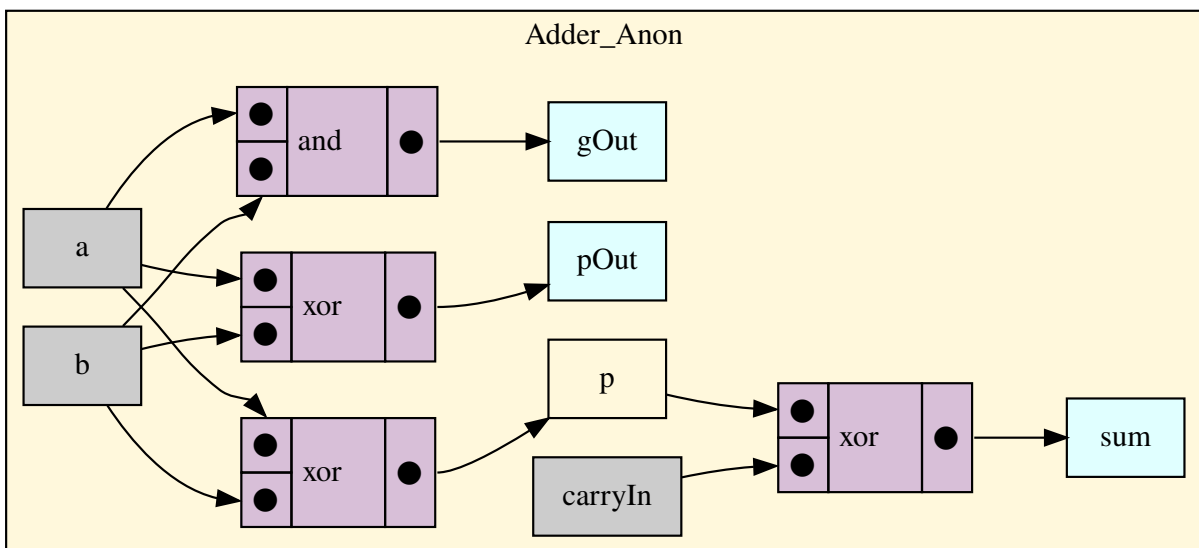 Adder_Anon
and
gOut
a
xor
pOut
b
xor
p
carryIn
xor
sum